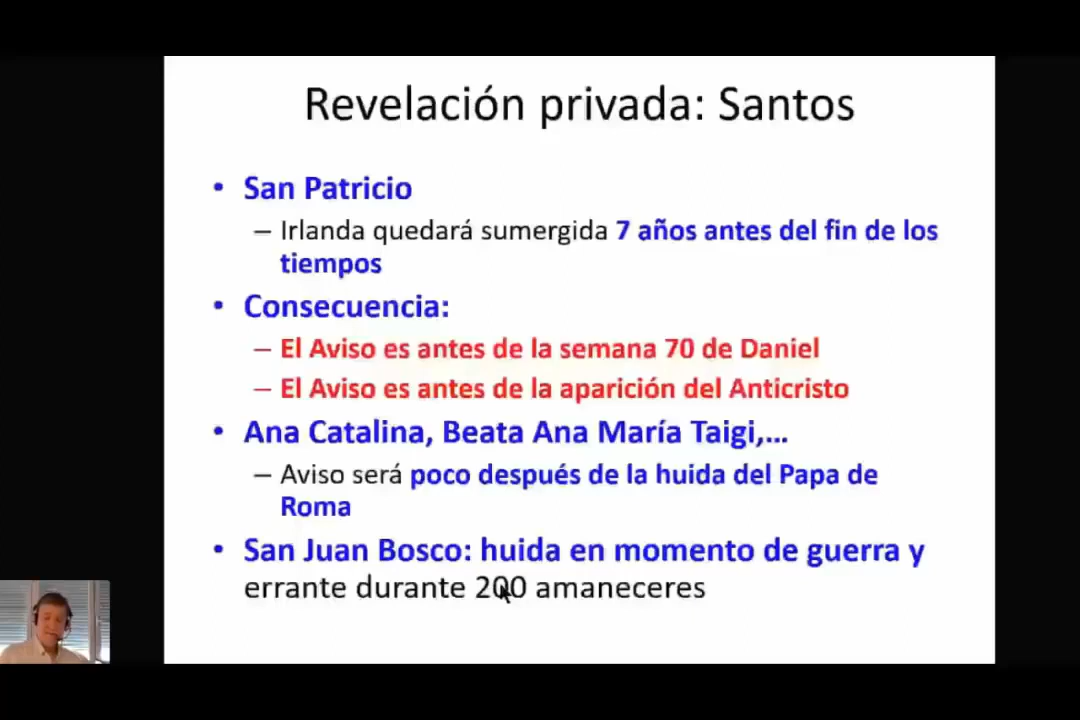 Revelación privada: Santos
• San Patricio
– Irlanda quedará sumergida 7 años antes del fin de los
tiempos
• Consecuencia:
– El Aviso es antes de la semana 70 de Daniel
– El Aviso es antes de la aparición del Anticristo
• Ana Catalina, Beata Ana María Taigi,...
– Aviso será poco después de la huida del Papa de
Roma
• San Juan Bosco: huida en momento de guerra y
errante durante 200 amaneceres